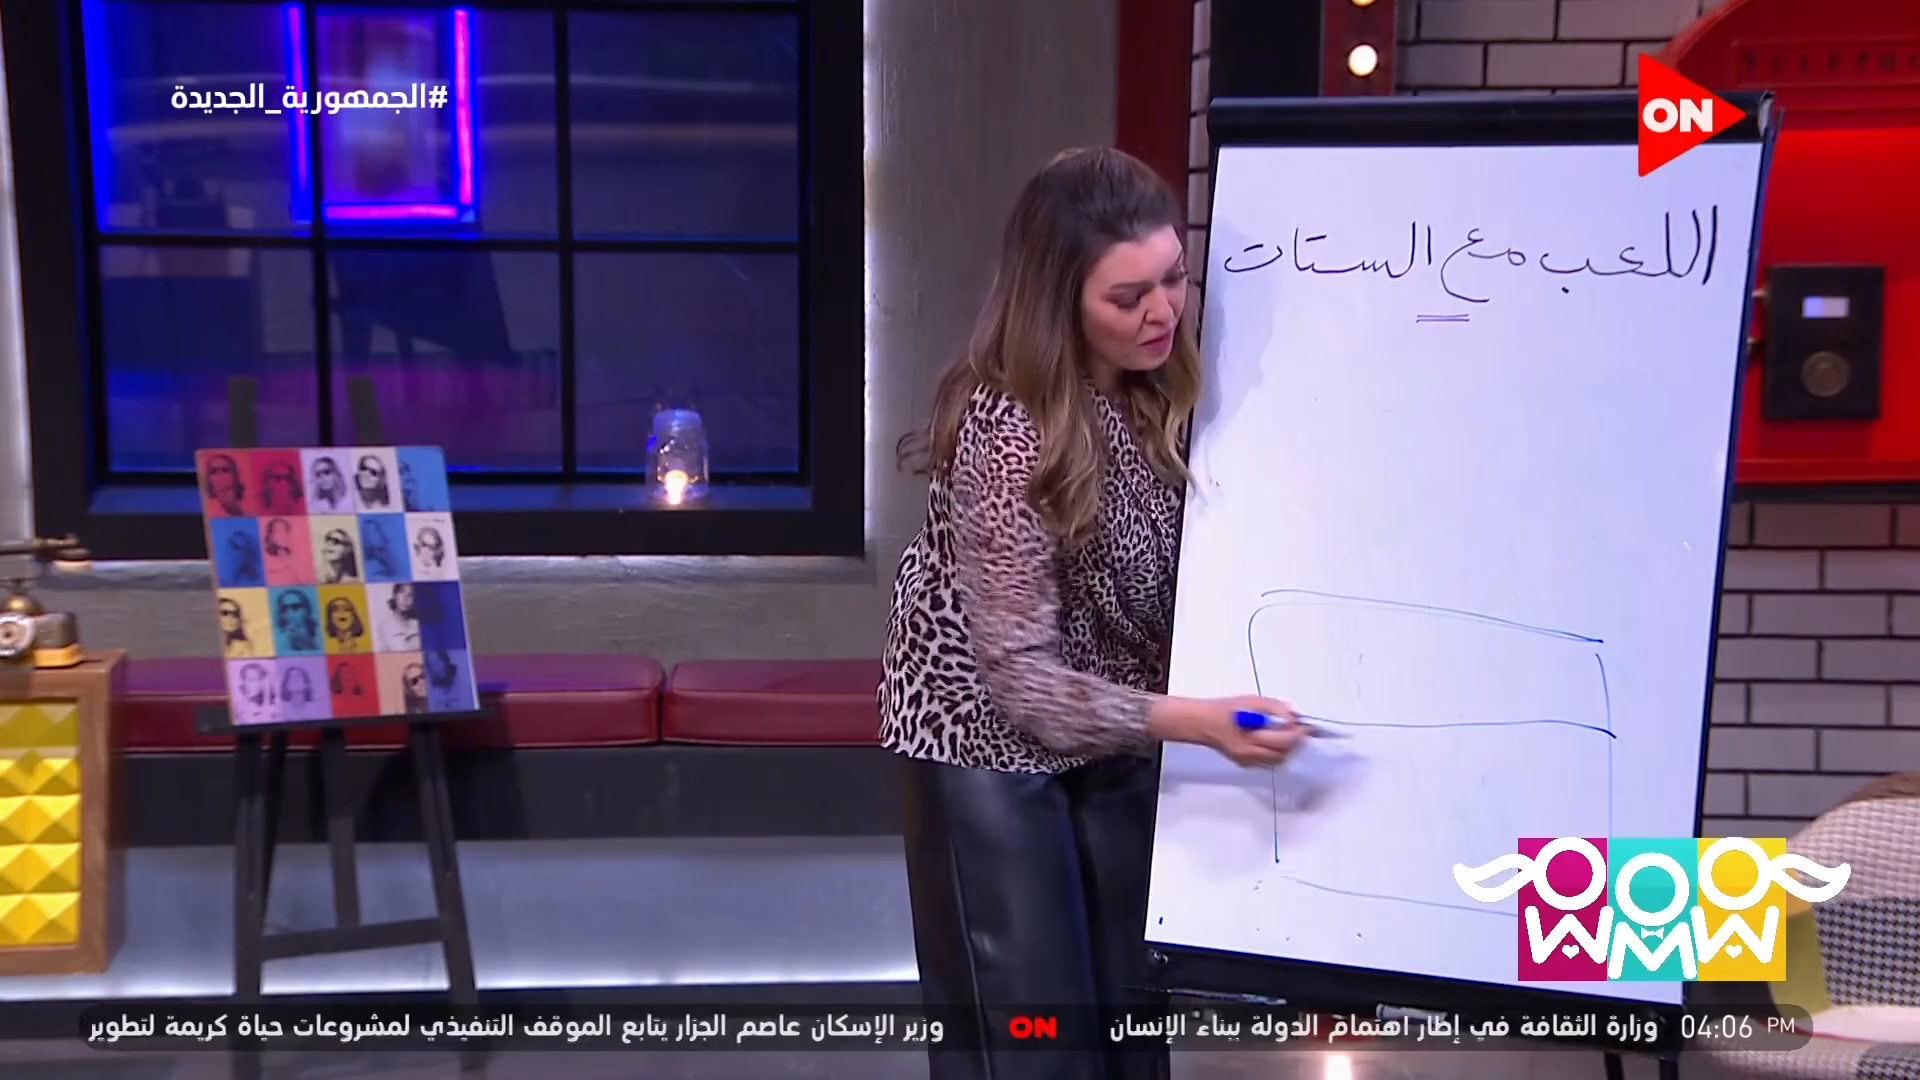 #الجمهورية_الجديدة
ON
اللعب مع الستات
04:06 PM
وزارة الثقافة في إطار اهتمام الدولة ببناء الإنسان ON وزير الإسكان عاصم الجزار يتابع الموقف التنفيذي لمشروعات حياة كريمة لتطوير